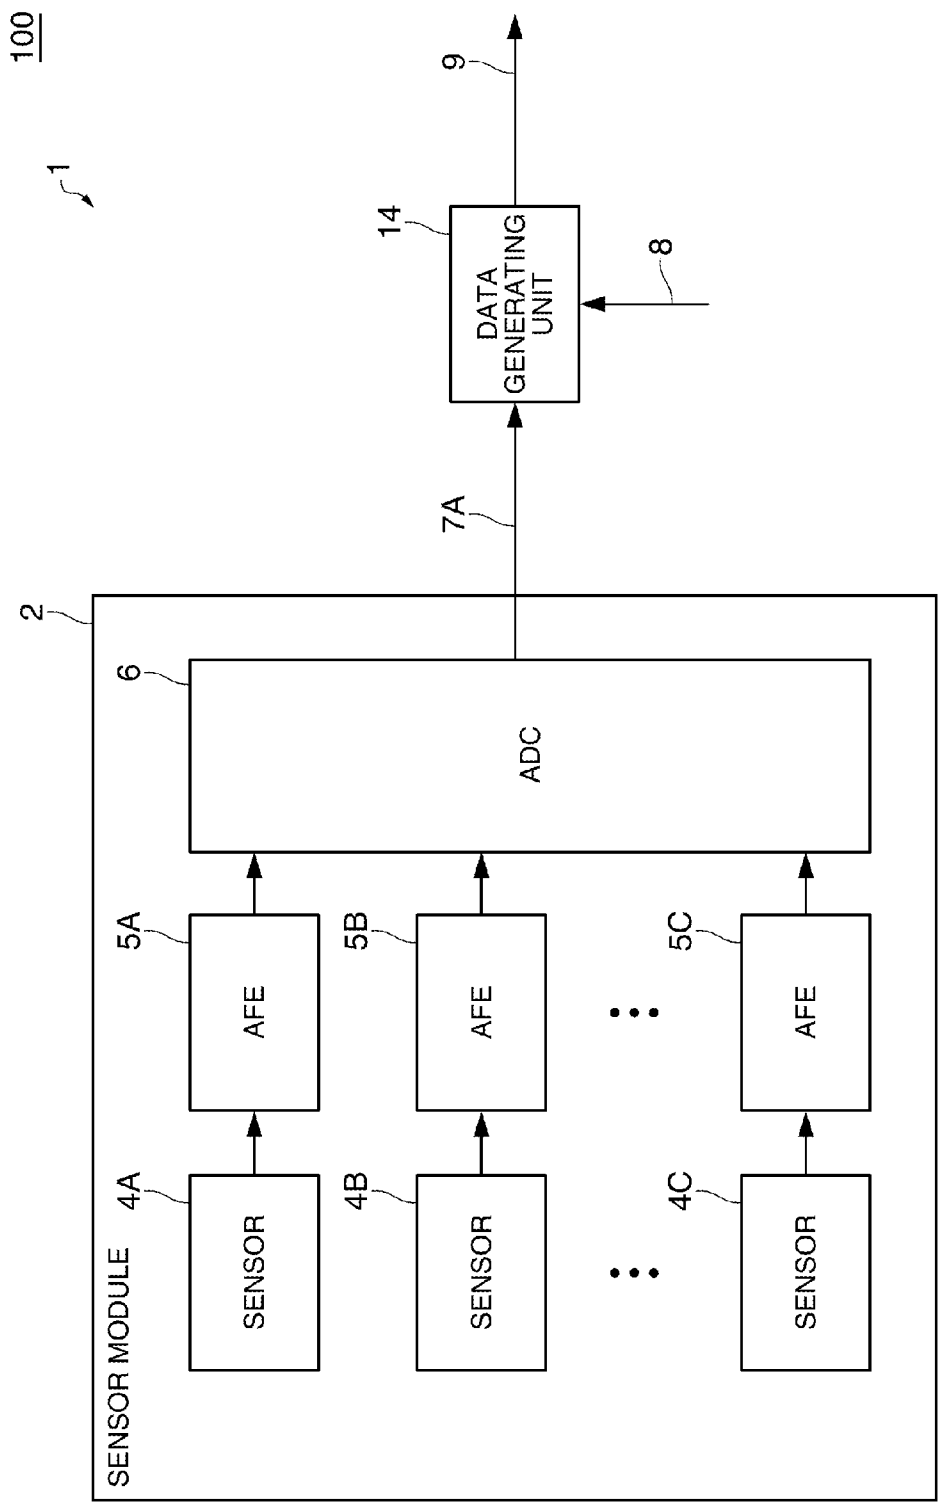 100
1
SENSOR MODULE
2
4A
SENSOR
5A
AFE
6
ADC
7A
14
DATA
GENERATING
UNIT
8
9
4B
SENSOR
5B
AFE
4C
SENSOR
5C
AFE